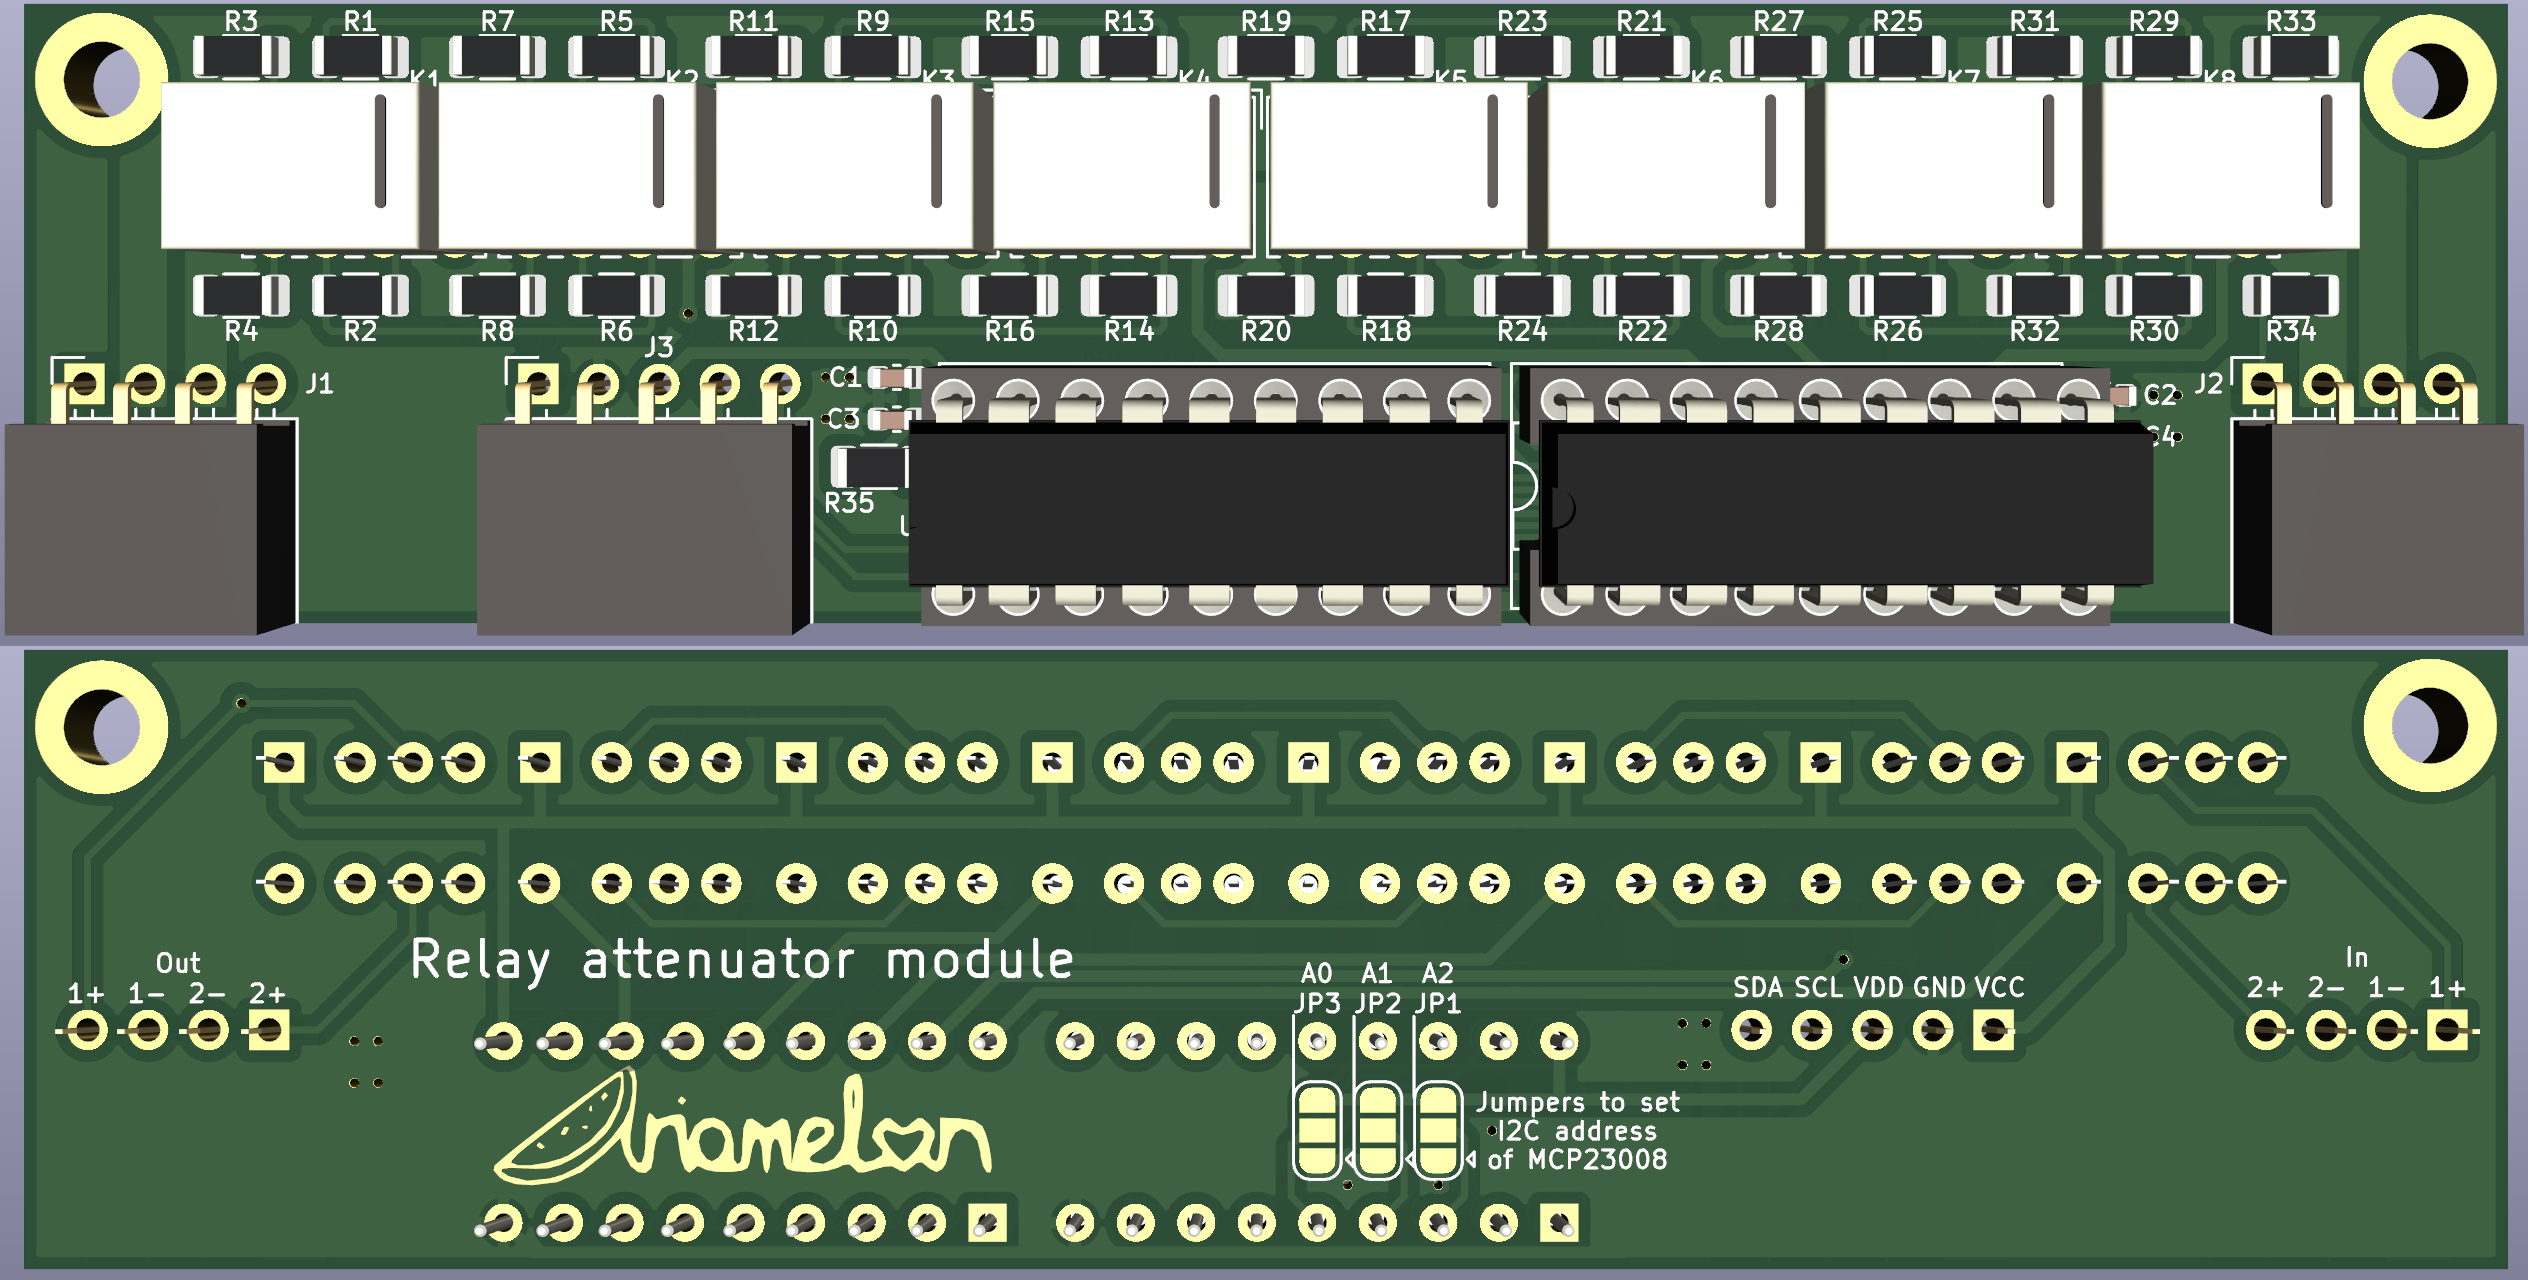 R3 R1 R7 R5 R11 R9 R15 R13 R19 R17 R23 R21 R27 R25 R31 R29 R33
K1 K2 K3 K4 K5 K6 K7 K8
R4 R2 R8 R6 R12 R10 R16 R14 R20 R18 R24 R22 R28 R26 R32 R30 R34
J3
J1 C1 J2
C2
C3
C4
R35
Relay attenuator module
Out
1+ 1- 2- 2+
A0 A1 A2
JP3 JP2 JP1
SDA SCL VDD GND VCC
In
2+ 2- 1- 1+
Jumpers to set
I2C address
of MCP23008